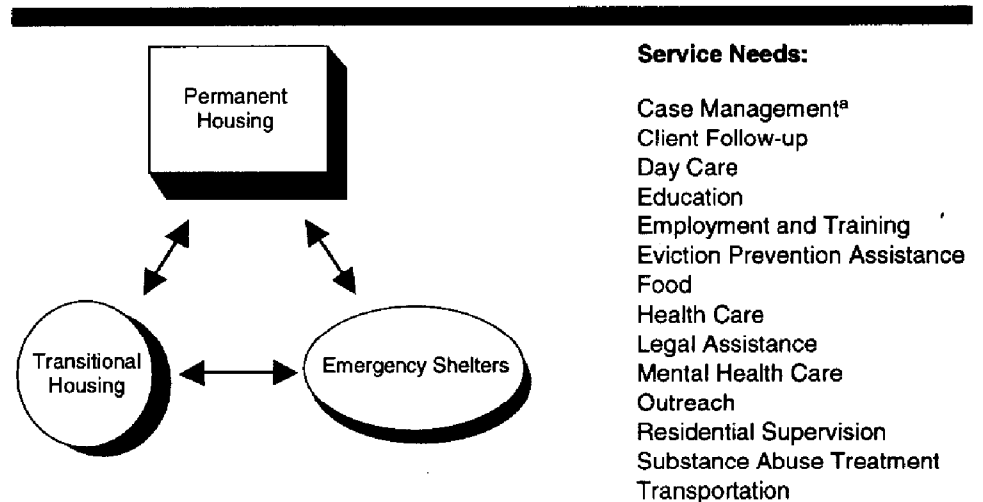 Permanent
Housing
Transitional
Housing
Emergency Shelters
Service Needs:
Case Managementª
Client Follow-up
Day Care
Education
Employment and Training
Eviction Prevention Assistance
Food
Health Care
Legal Assistance
Mental Health Care
Outreach
Residential Supervision
Substance Abuse Treatment
Transportation